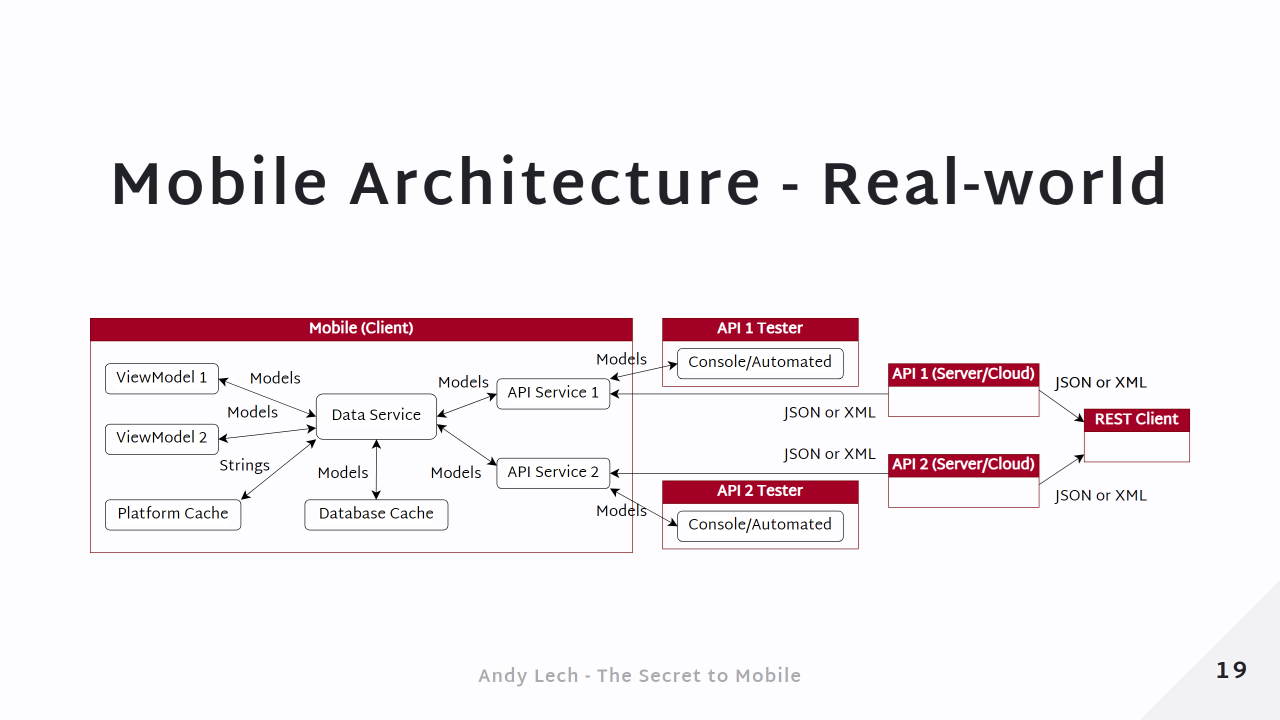 Mobile Architecture - Real-world
Mobile (Client)
ViewModel 1
Models
Models
ViewModel 2
Strings
Platform Cache
Data Service
Models
Database Cache
Models
Models
API Service 1
API Service 2
Models
Models
API 1 Tester
Console/Automated
JSON or XML
JSON or XML
API 2 Tester
Console/Automated
API 1 (Server/Cloud)
API 2 (Server/Cloud)
JSON or XML
REST Client
JSON or XML
Andy Lech - The Secret to Mobile
19